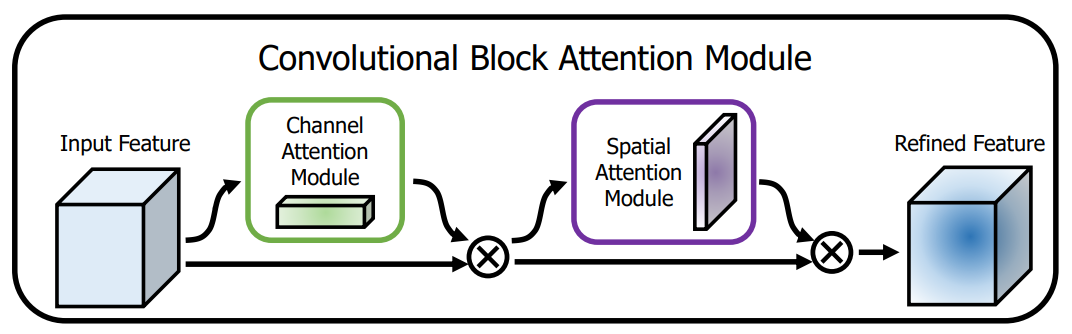 Convolutional Block Attention Module
Input Feature
Channel
Attention
Module
Spatial
Attention
Module
Refined Feature